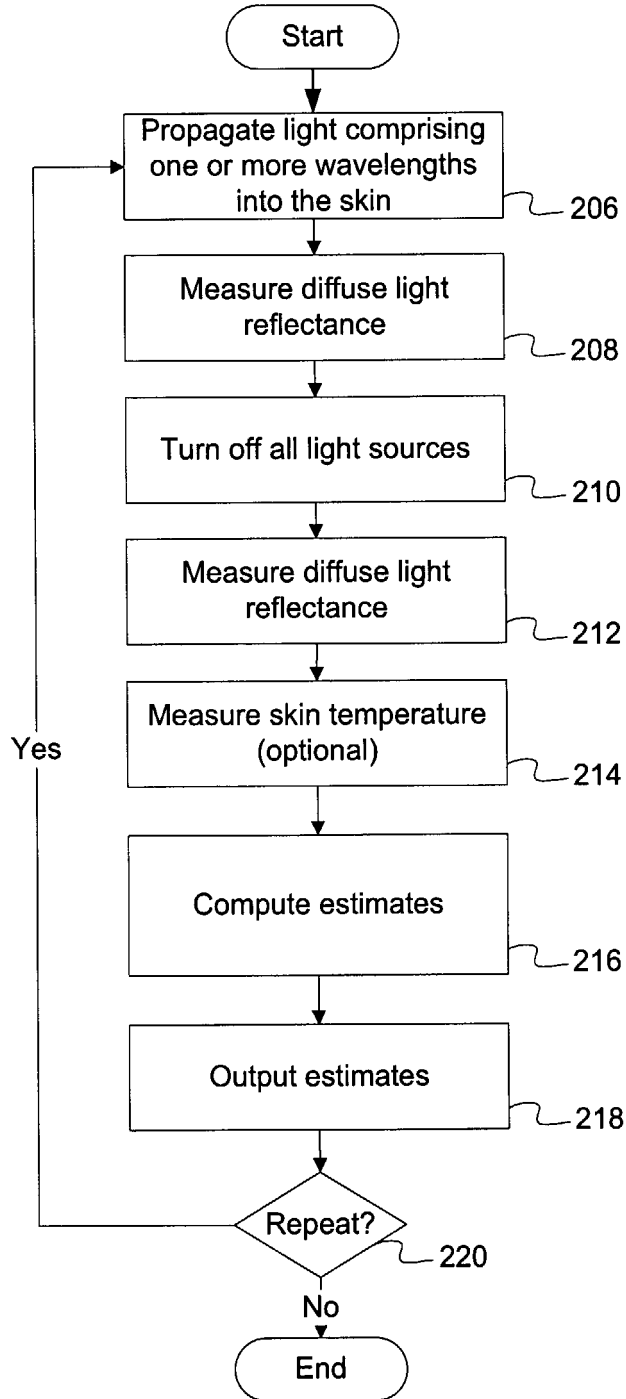 Start
Propagate light comprising
one or more wavelengths
into the skin
206
Measure diffuse light
reflectance
208
Turn off all light sources
210
Measure diffuse light
reflectance
212
Measure skin temperature
(optional)
214
Yes
Compute estimates
216
Output estimates
218
Repeat?
220
No
End